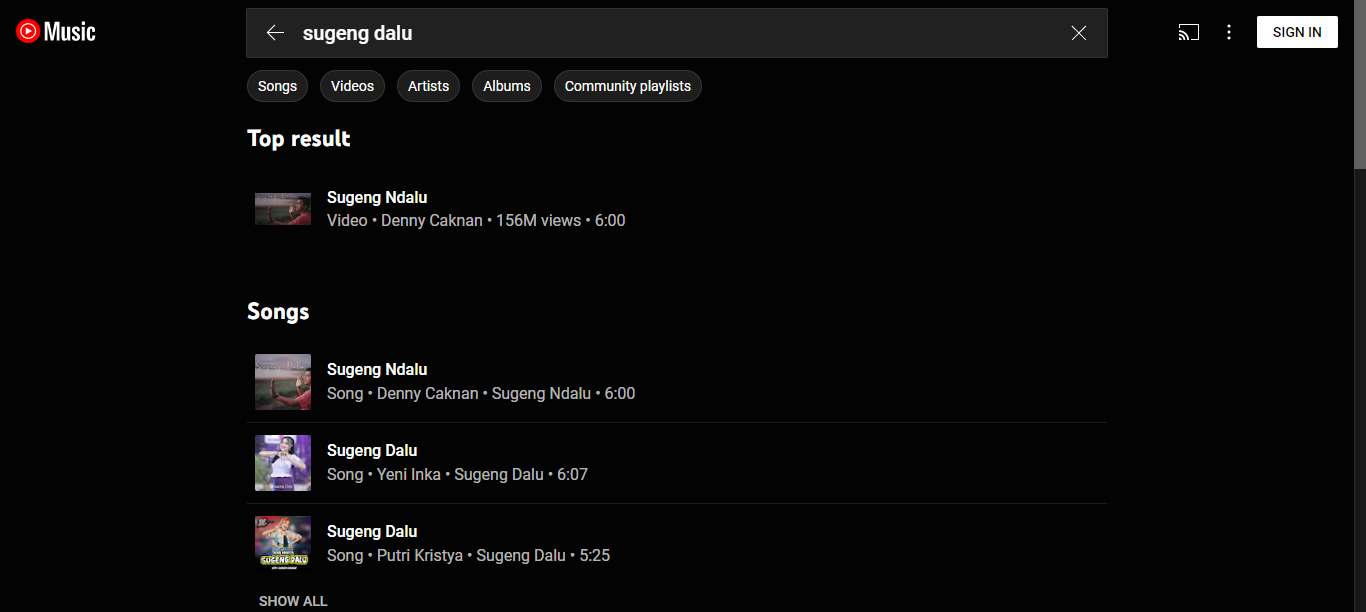 Music
sugeng dalu
SIGN IN
Songs
Videos
Artists
Albums
Community playlists
Top result
Sugeng Ndalu
Video • Denny Caknan • 156M views • 6:00
Songs
Sugeng Ndalu
Song • Denny Caknan • Sugeng Ndalu • 6:00
Sugeng Dalu
Song • Yeni Inka • Sugeng Dalu • 6:07
SUGENG DALU
Sugeng Dalu
Song • Putri Kristya • Sugeng Dalu • 5:25
SHOW ALL